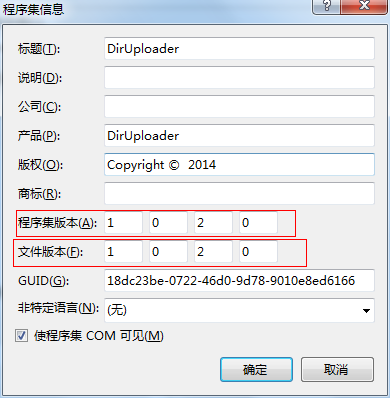 程序集信息
标题(T): DirUploader
说明(D):
公司(C):
产品(P): DirUploader
版权(O): Copyright © 2014
商标(R):
程序集版本(A): 1 0 2 0
文件版本(F): 1 0 2 0
GUID(G): 18dc23be-0722-46d0-9d78-9010e8ed6166
非特定语言(N): (无)
使程序集 COM 可见(M)
确定 取消